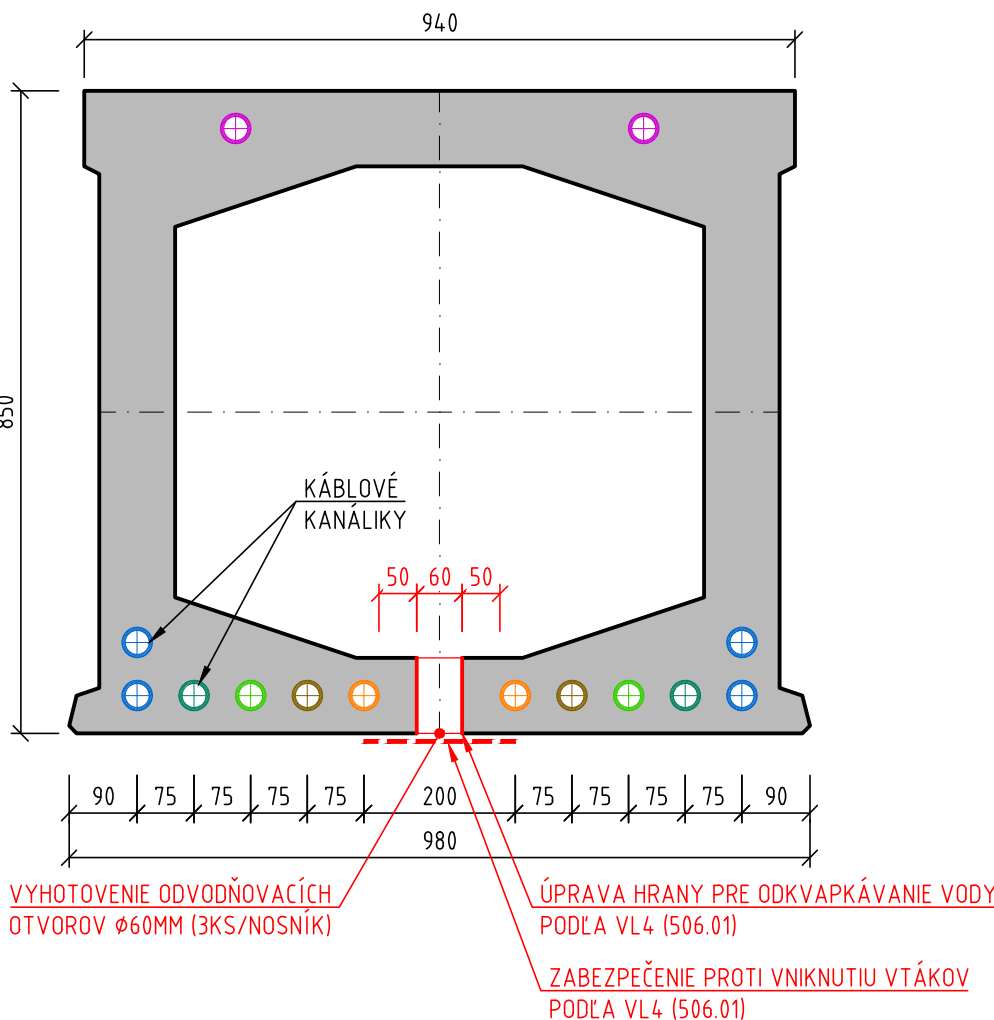 940
850
KÁBLOVÉ
KANÁLIKY
50 60 50
90 75 75 75 75 200 75 75 75 75 90
980
VYHOTOVENIE ODVODŇOVACÍCH
OTVOROV Ø60MM (3KS/NOSNÍK)
ÚPRAVA HRANY PRE ODKVAPKÁVANIE VODY
PODĽA VL4 (506.01)
ZABEZPEČENIE PROTI VNIKNUTIU VTÁKOV
PODĽA VL4 (506.01)